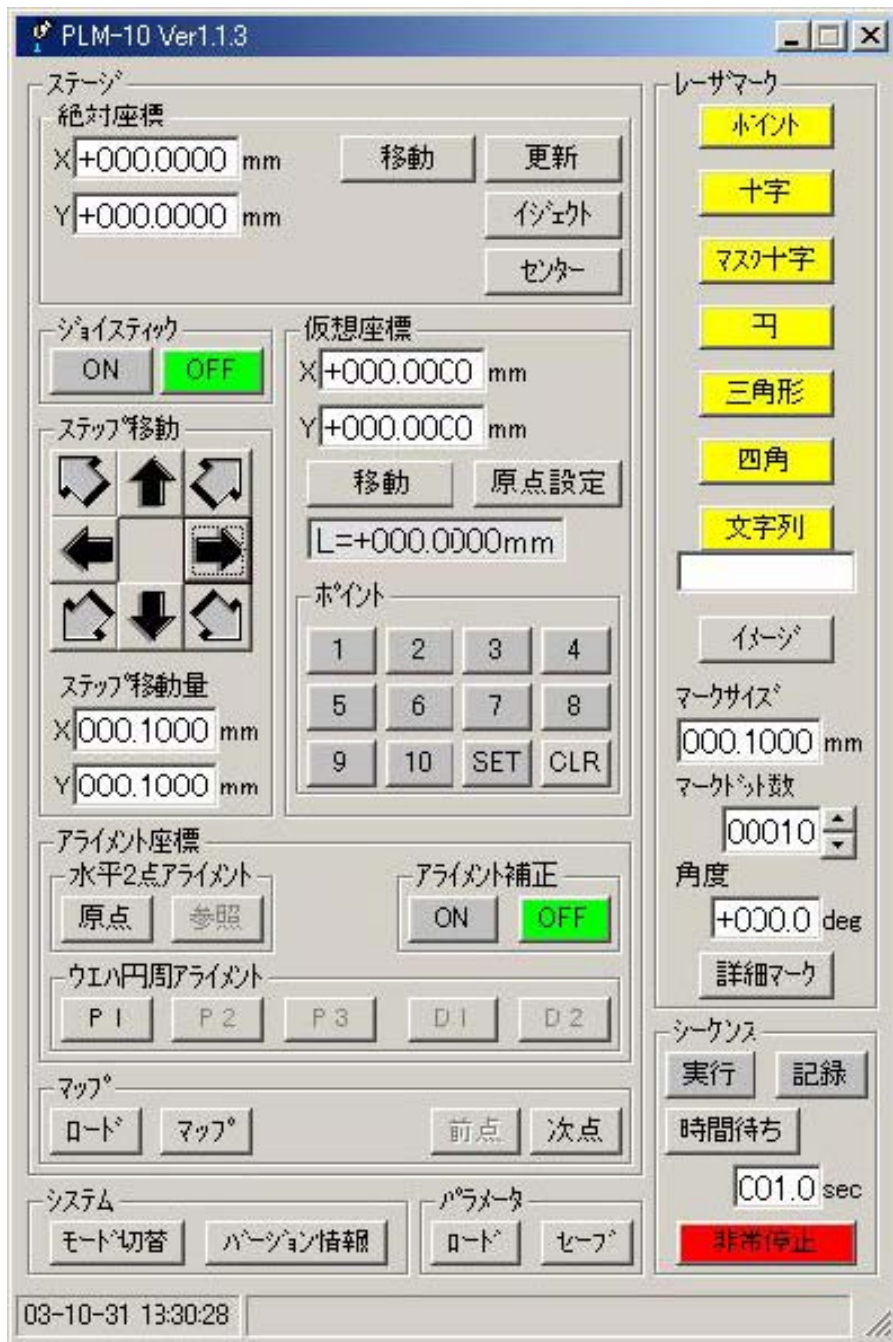 PLM-10 Ver1.1.3
ステージ
絶対座標
X +000.0000 mm 移動 更新
Y +000.0000 mm イジェクト
センター
ジョイスティック
ON OFF
ステップ移動
ステップ移動量
X 000.1000 mm
Y 000.1000 mm
仮想座標
X +000.0000 mm
Y +000.0000 mm
移動 原点設定
L=+000.0000mm
ポイント
1 2 3 4
5 6 7 8
9 10 SET CLR
アライメント座標
水平2点アライメント
原点 参照
アライメント補正
ON OFF
ウエハ円周アライメント
P1 P2 P3 D1 D2
マップ
ロード マップ 前点 次点
システム
モード切替 バージョン情報
パラメータ
ロード セーブ
レーザマーク
ポイント
十字
マスク十字
円
三角形
四角
文字列
イメージ
マークサイズ
000.1000 mm
マークドット数
00010
角度
+000.0 deg
詳細マーク
シーケンス
実行 記録
時間待ち
001.0 sec
非常停止
03-10-31 13:30:28